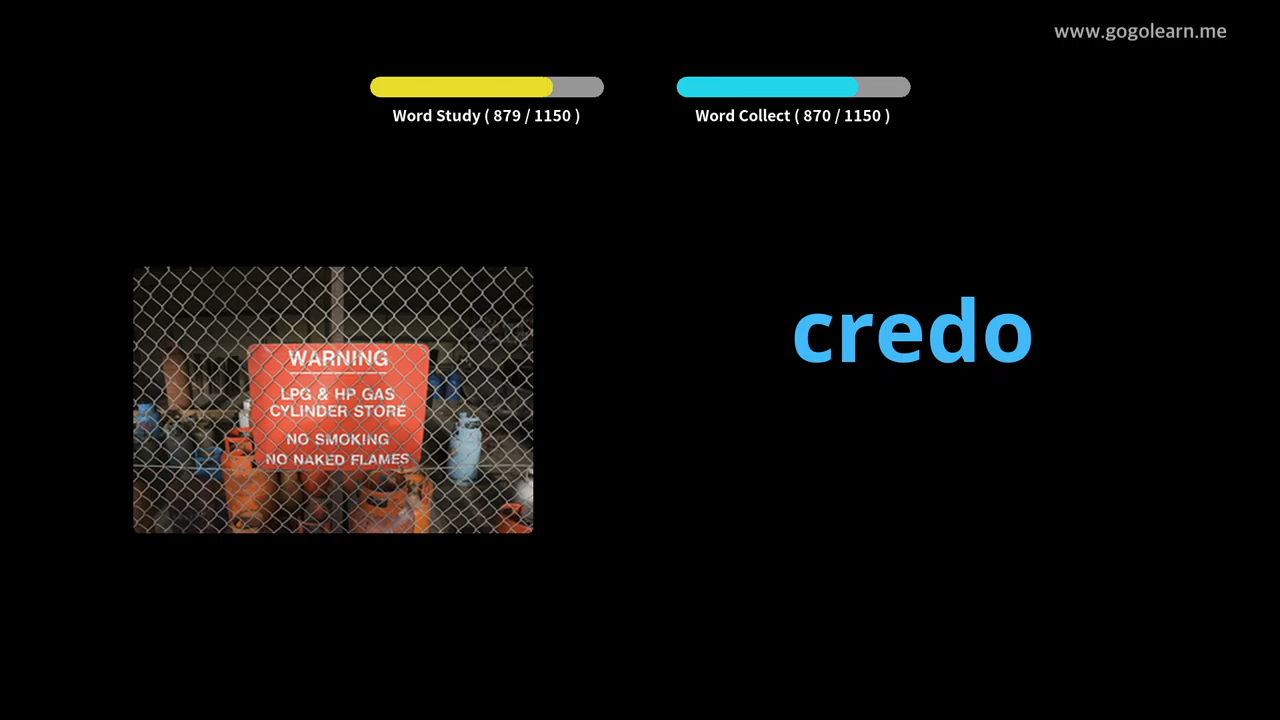 www.gogolearn.me
Word Study ( 879 / 1150 )
Word Collect ( 870 / 1150 )
credo
WARNING
LPG & HP GAS
CYLINDER STORE
NO SMOKING
NO NAKED FLAMES